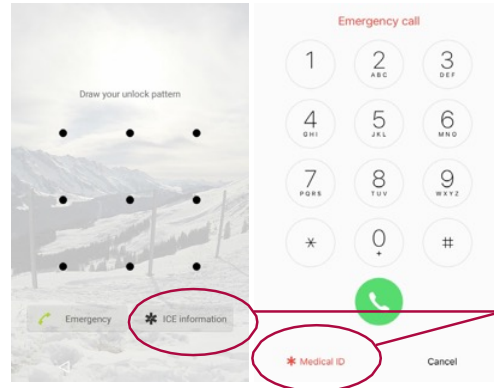 Draw your unlock pattern
Emergency
✱ ICE information
Emergency call
1
2
ABC
3
DEF
4
GHI
5
JKL
6
MNO
7
PQRS
8
TUV
9
WXYZ
*
0
+
#
✱ Medical ID
Cancel